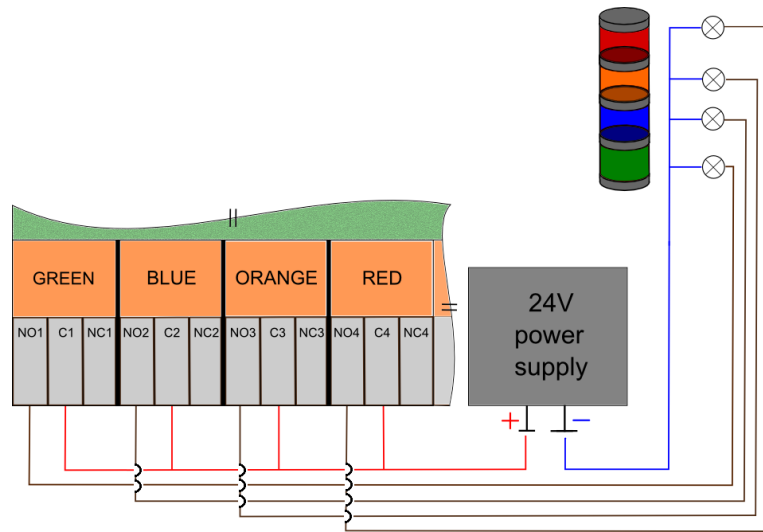 GREEN BLUE ORANGE RED
NO1 C1 NC1 NO2 C2 NC2 NO3 C3 NC3 NO4 C4 NC4
24V
power
supply
+ −